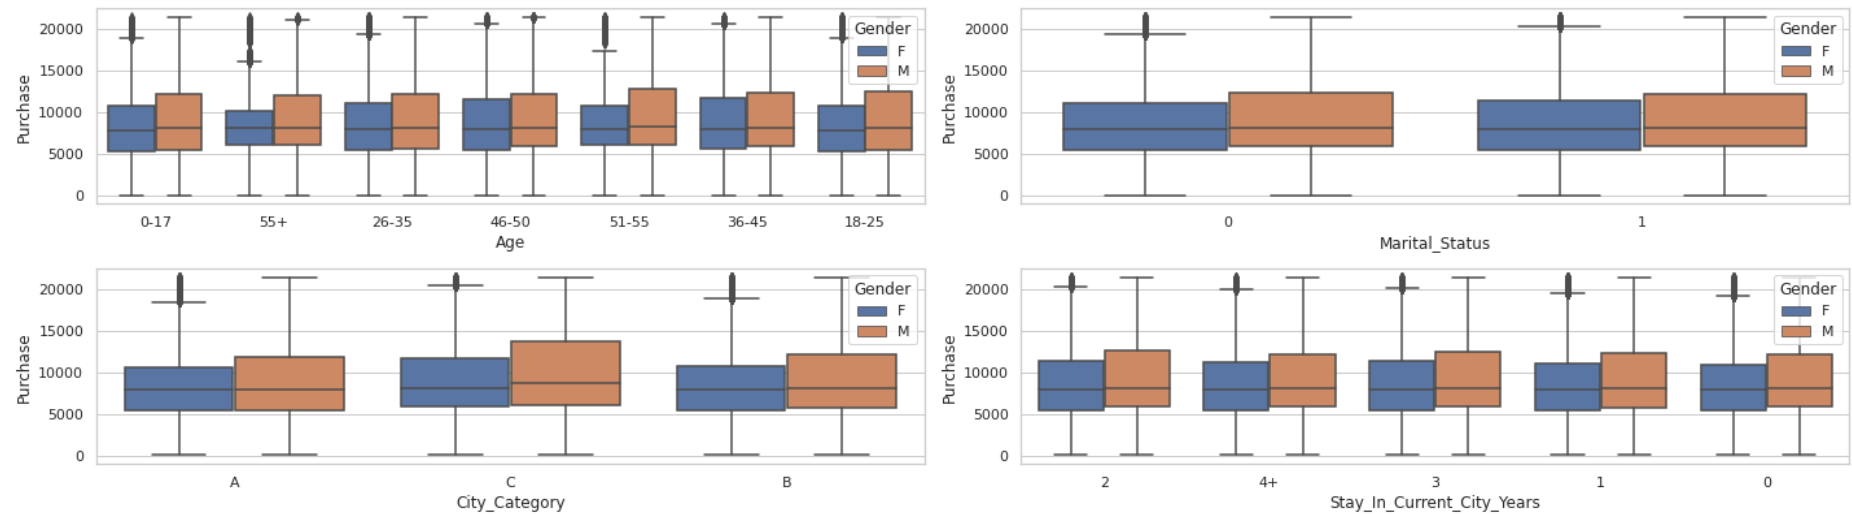 20000
15000
10000
5000
0
Purchase
Gender
F
M
0-17 55+ 26-35 46-50 51-55 36-45 18-25
Age
20000
15000
10000
5000
0
Purchase
Gender
F
M
0 1
Marital_Status
20000
15000
10000
5000
0
Purchase
Gender
F
M
A C B
City_Category
20000
15000
10000
5000
0
Purchase
Gender
F
M
2 4+ 3 1 0
Stay_In_Current_City_Years